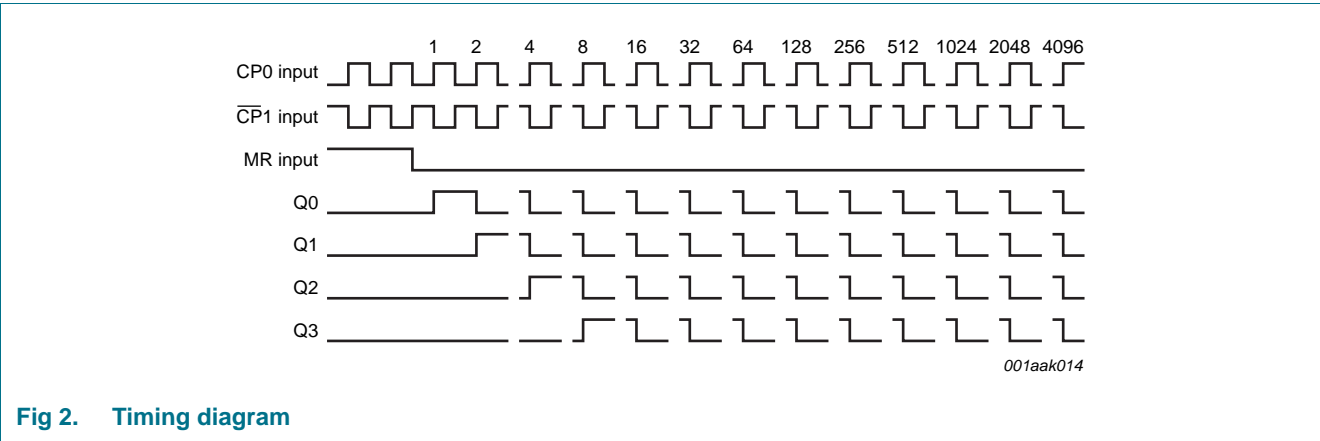 1 2 4 8 16 32 64 128 256 512 1024 2048 4096
CP0 input
C̅P̅1 input
MR input
Q0
Q1
Q2
Q3
001aak014
Fig 2. Timing diagram